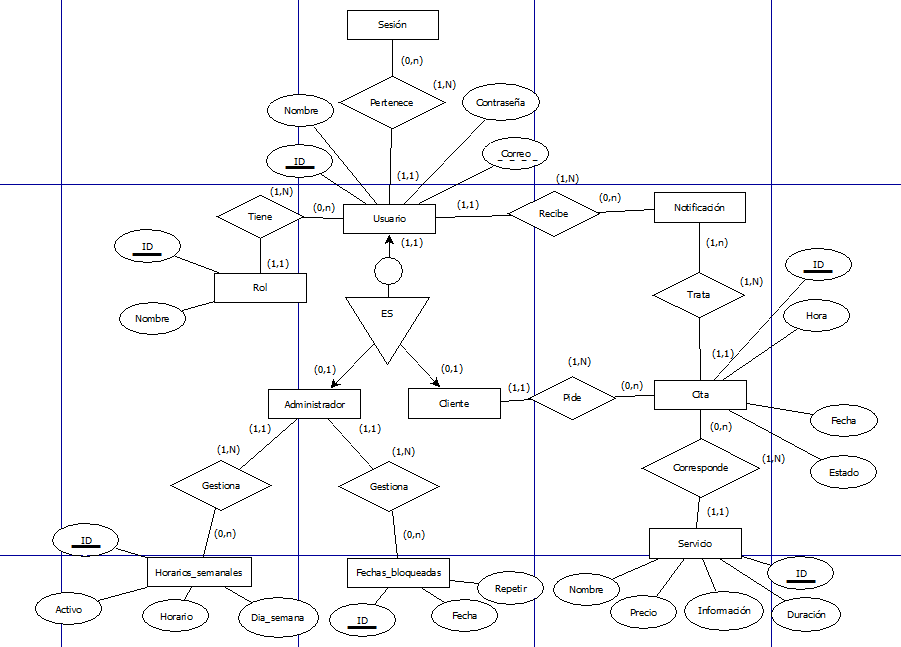 Sesión
(0,n)
(1,N)
Pertenece
Contraseña
Nombre
Correo
ID
(1,1)
(1,N)
(1,N)
Tiene
(0,n)
Usuario
(1,1)
Recibe
(0,n)
Notificación
(1,1)
(1,n)
ID
(1,1)
ID
Rol
Trata
(1,N)
Nombre
ES
Hora
(1,1)
(0,1)
(0,1)
(1,N)
Administrador
Cliente
(1,1)
Pide
(0,n)
Cita
Fecha
(1,1)
(1,1)
(0,n)
(1,N)
(1,N)
(1,N)
Corresponde
Estado
Gestiona
Gestiona
(0,n)
(0,n)
(1,1)
ID
Servicio
Horarios_semanales
Fechas_bloqueadas
ID
Repetir
Nombre
Activo
Horario
Dia_semana
ID
Fecha
Precio
Información
Duración